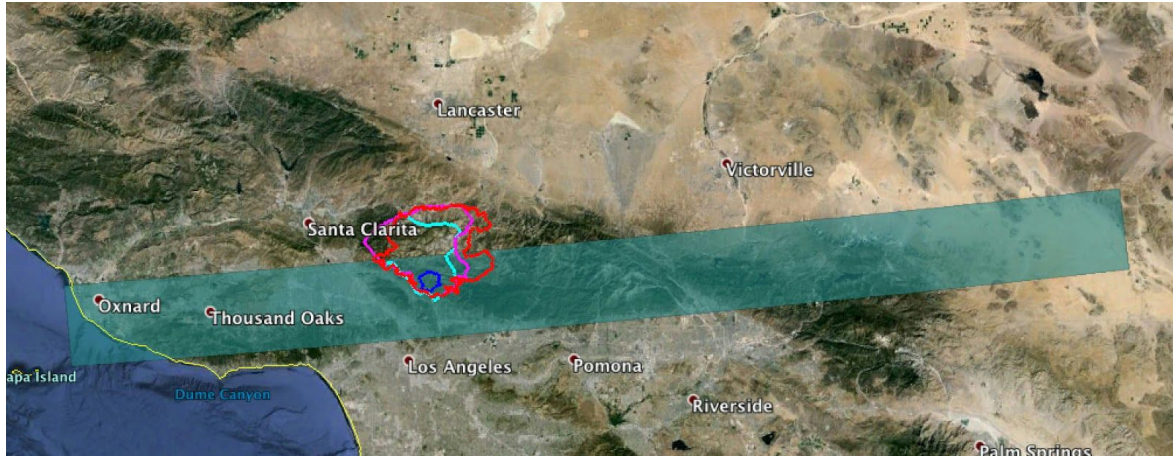 Lancaster
Victorville
Santa Clarita
Oxnard
Thousand Oaks
Los Angeles
Pomona
apa Island
Dume Canyon
Riverside
Palm Springs